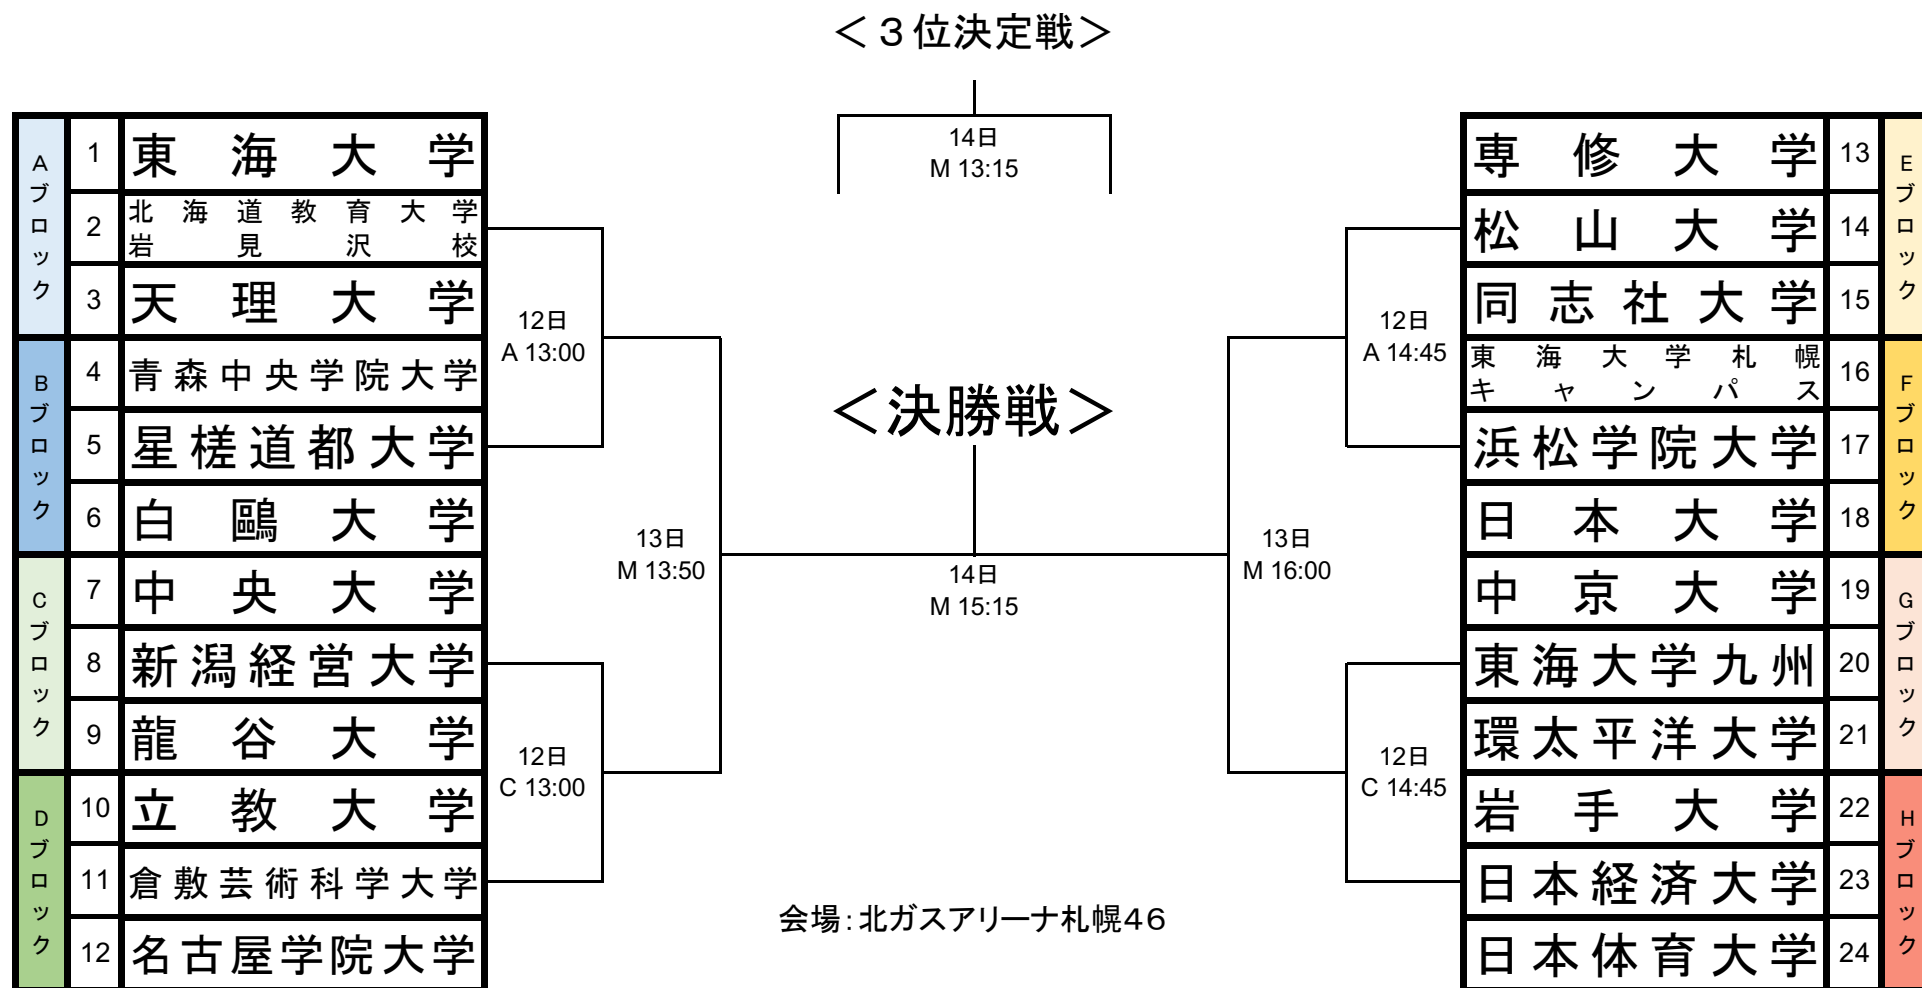 ＜３位決定戦＞
14日
M 13:15
Aブロック
1 東海大学
2 北海道教育大学
岩見沢校
3 天理大学
Bブロック
4 青森中央学院大学
5 星槎道都大学
6 白鷗大学
Cブロック
7 中央大学
8 新潟経営大学
9 龍谷大学
Dブロック
10 立教大学
11 倉敷芸術科学大学
12 名古屋学院大学
12日
A 13:00
12日
C 13:00
13日
M 13:50
＜決勝戦＞
14日
M 15:15
13日
M 16:00
12日
A 14:45
12日
C 14:45
専修大学 13
Eブロック
松山大学 14
同志社大学 15
東海大学札幌
キャンパス 16
Fブロック
浜松学院大学 17
日本大学 18
中京大学 19
Gブロック
東海大学九州 20
環太平洋大学 21
岩手大学 22
Hブロック
日本経済大学 23
日本体育大学 24
会場：北ガスアリーナ札幌46